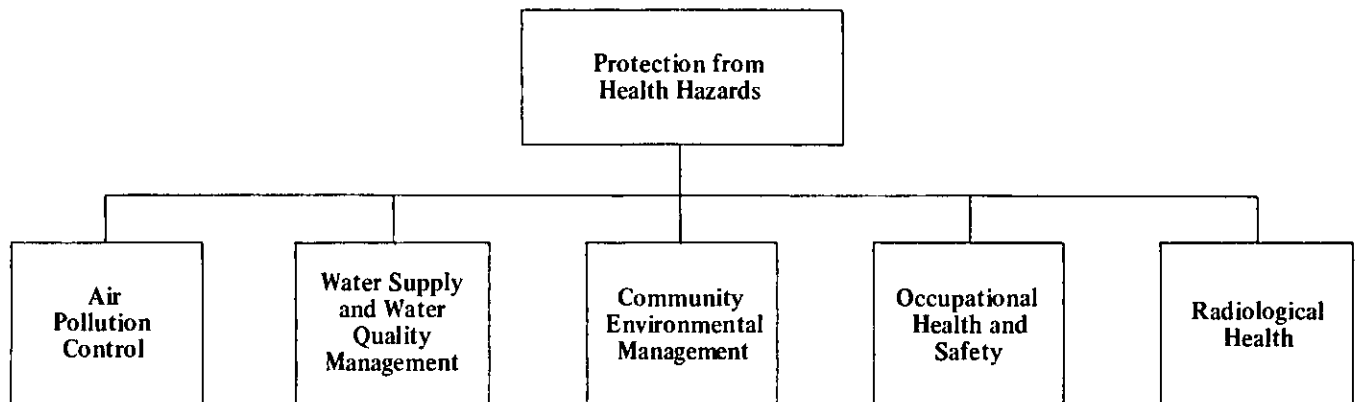 Protection from
Health Hazards
Air
Pollution
Control
Water Supply
and Water
Quality
Management
Community
Environmental
Management
Occupational
Health and
Safety
Radiological
Health